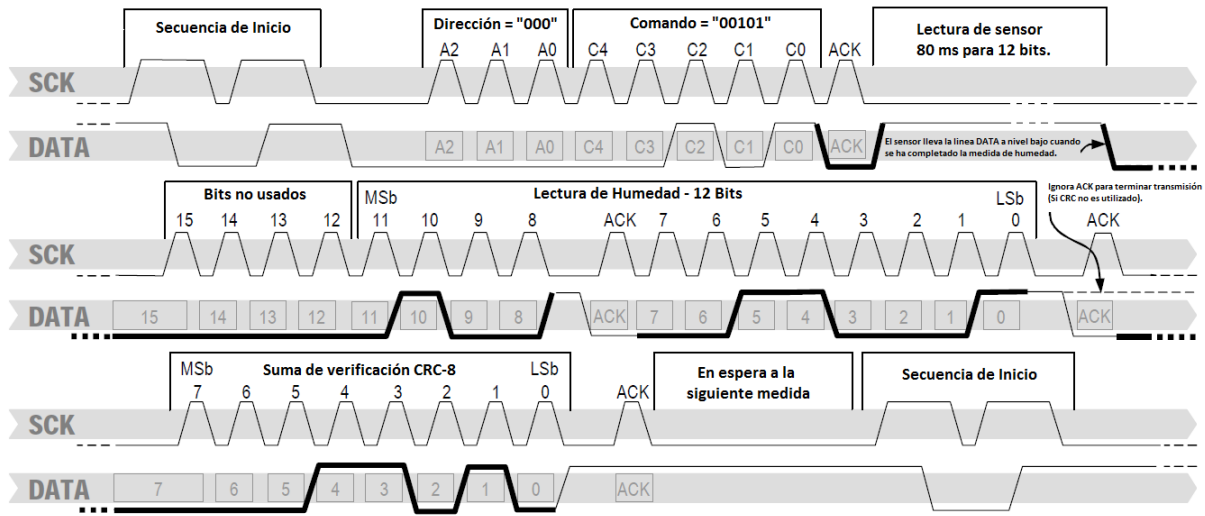 Secuencia de Inicio
Dirección = "000"
Comando = "00101"
Lectura de sensor
80 ms para 12 bits.
A2 A1 A0 C4 C3 C2 C1 C0 ACK
SCK
DATA
A2 A1 A0 C4 C3 C2 C1 C0 ACK
El sensor lleva la linea DATA a nivel bajo cuando
se ha completado la medida de humedad.
Bits no usados
MSb
Lectura de Humedad - 12 Bits
LSb
Ignora ACK para terminar transmisión
(Si CRC no es utilizado).
15 14 13 12 11 10 9 8 ACK 7 6 5 4 3 2 1 0 ACK
SCK
DATA
15 14 13 12 11 10 9 8 ACK 7 6 5 4 3 2 1 0 ACK
MSb
Suma de verificación CRC-8
LSb
En espera a la
siguiente medida
Secuencia de Inicio
7 6 5 4 3 2 1 0 ACK
SCK
DATA
7 6 5 4 3 2 1 0 ACK